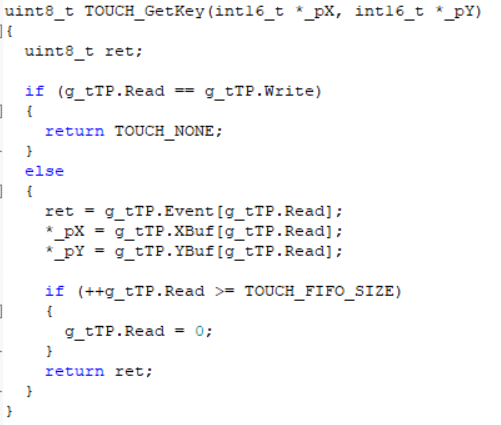 uint8_t TOUCH_GetKey(int16_t *_pX, int16_t *_pY)
{
  uint8_t ret;

  if (g_tTP.Read == g_tTP.Write)
  {
    return TOUCH_NONE;
  }
  else
  {
    ret = g_tTP.Event[g_tTP.Read];
    *_pX = g_tTP.XBuf[g_tTP.Read];
    *_pY = g_tTP.YBuf[g_tTP.Read];

    if (++g_tTP.Read >= TOUCH_FIFO_SIZE)
    {
      g_tTP.Read = 0;
    }
    return ret;
  }
}